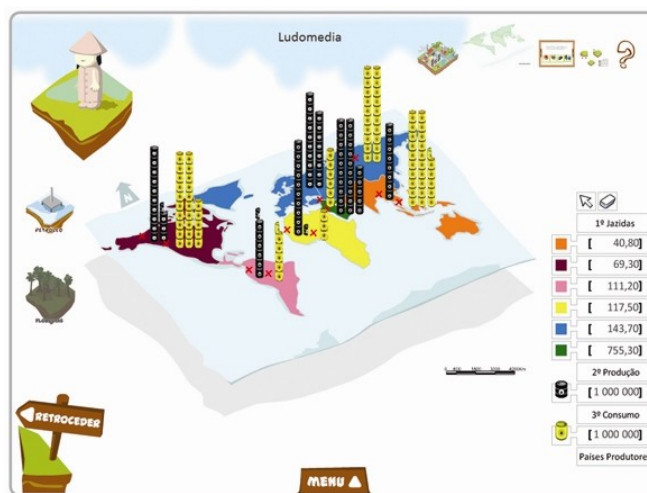 Ludomedia
N
PETRÓLEO
1º Jazidas
[ 40,80]
[ 69,30]
[ 111,20]
[ 117,50]
[ 143,70]
[ 755,30]
2º Produção
[1 000 000]
3º Consumo
[1 000 000]
Países Produtore
RETROCEDER
MENU